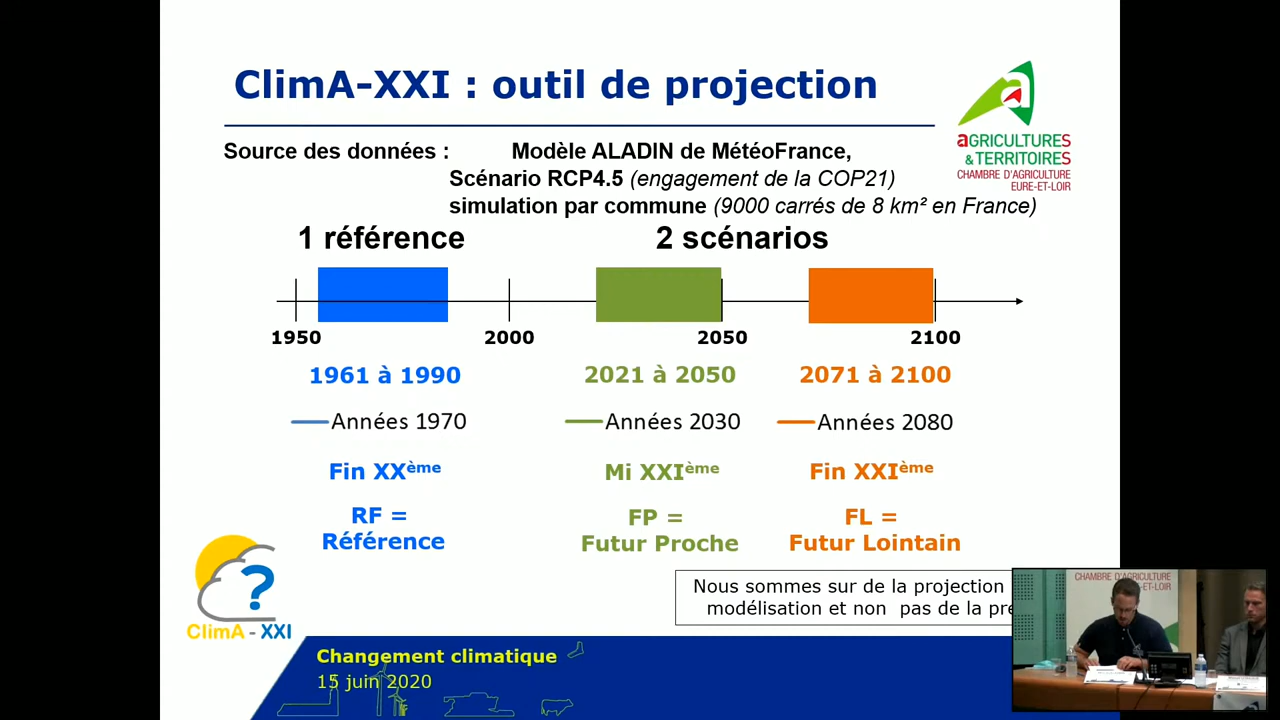 ClimA-XXI : outil de projection
AGRICULTURES
& TERRITOIRES
CHAMBRE D'AGRICULTURE
EURE-ET-LOIR
Source des données : Modèle ALADIN de MétéoFrance,
Scénario RCP4.5 (engagement de la COP21)
simulation par commune (9000 carrés de 8 km² en France)
1 référence 2 scénarios
1950 2000 2050 2100
1961 à 1990 2021 à 2050 2071 à 2100
Années 1970 Années 2030 Années 2080
Fin XXème Mi XXIème Fin XXIème
RF = FP = FL =
Référence Futur Proche Futur Lointain
?
ClimA - XXI
Nous sommes sur de la projection
modélisation et non pas de la
CHAMBRE D'AGRICULTURE
Changement climatique
15 juin 2020